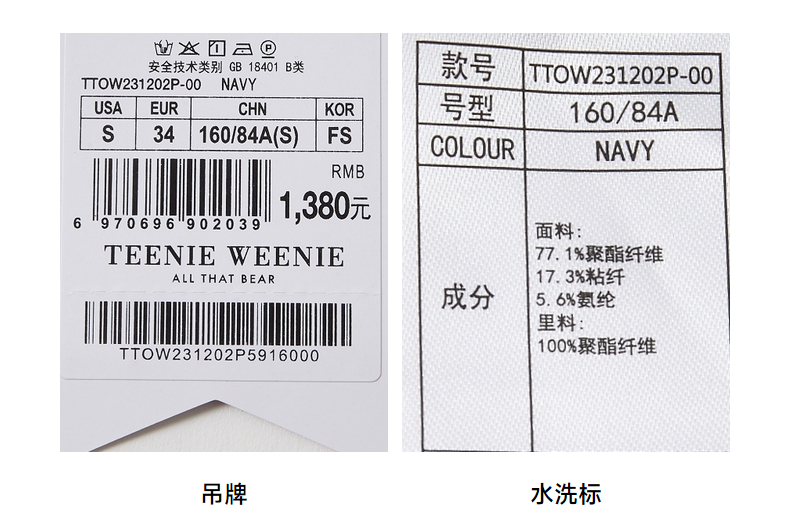 安全技术类别 GB 18401 B类
TTOW231202P-00 NAVY
USA EUR CHN KOR
S 34 160/84A(S) FS
RMB
1,380元
6 970696 902039
TEENIE WEENIE
ALL THAT BEAR
TTOW231202P5916000
吊牌
款号 TTOW231202P-00
号型 160/84A
COLOUR NAVY
成分
面料:
77.1%聚酯纤维
17.3%粘纤
5.6%氨纶
里料:
100%聚酯纤维
水洗标